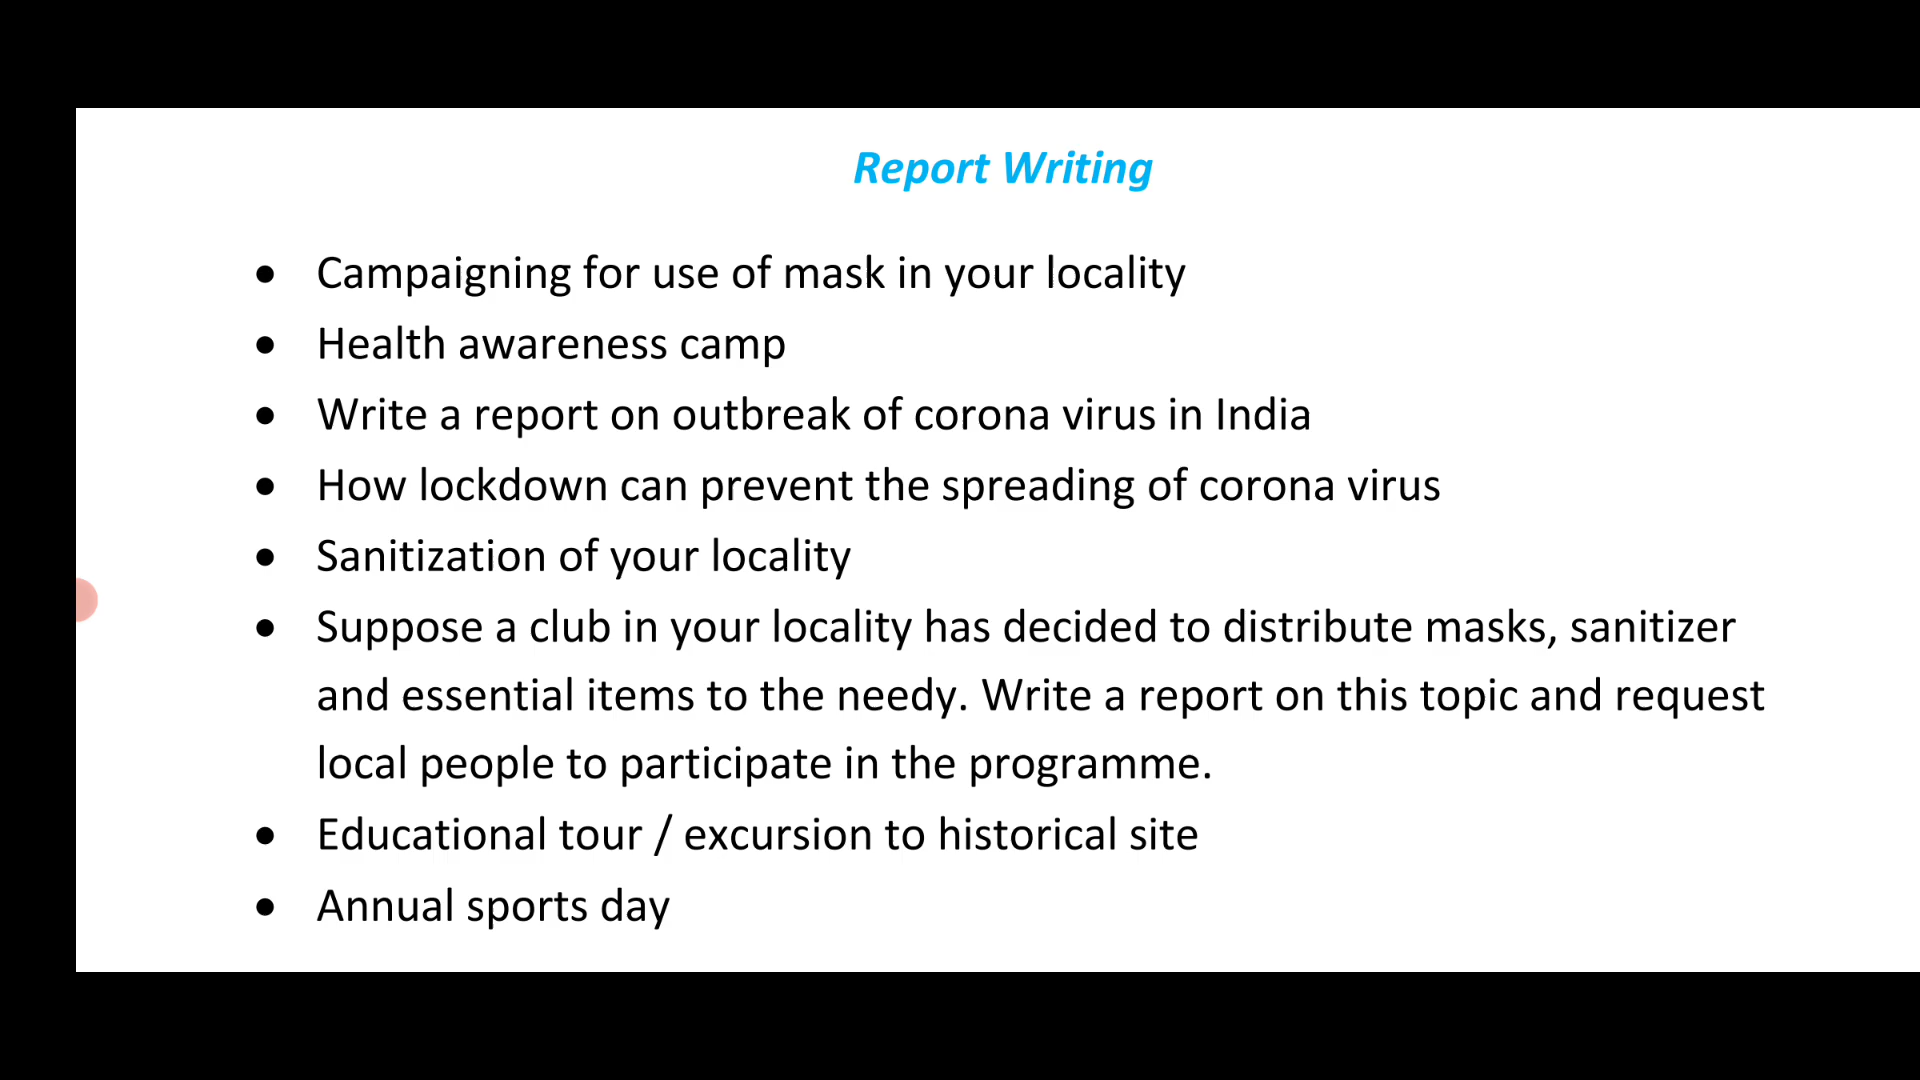 Report Writing
• Campaigning for use of mask in your locality
• Health awareness camp
• Write a report on outbreak of corona virus in India
• How lockdown can prevent the spreading of corona virus
• Sanitization of your locality
• Suppose a club in your locality has decided to distribute masks, sanitizer
and essential items to the needy. Write a report on this topic and request
local people to participate in the programme.
• Educational tour / excursion to historical site
• Annual sports day